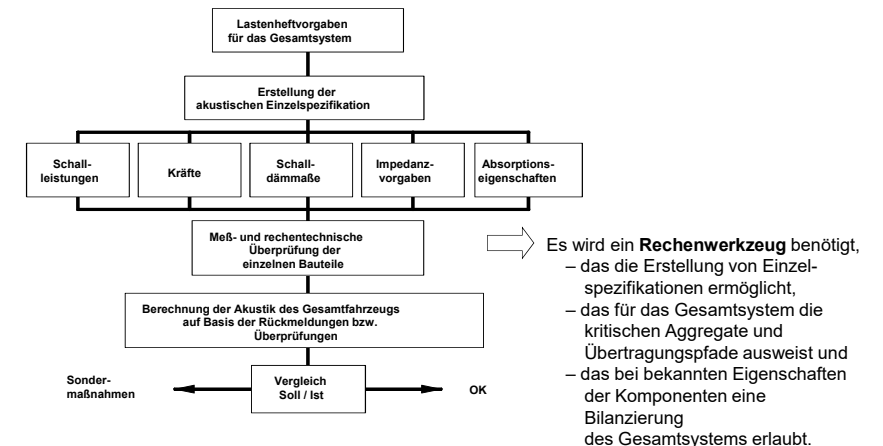 Lastenheftvorgaben
für das Gesamtsystem
Erstellung der
akustischen Einzelspezifikation
Schall-
leistungen
Kräfte
Schall-
dämmaße
Impedanz-
vorgaben
Absorptions-
eigenschaften
Meß- und rechentechnische
Überprüfung der
einzelnen Bauteile
Berechnung der Akustik des Gesamtfahrzeugs
auf Basis der Rückmeldungen bzw.
Überprüfungen
Sonder-
maßnahmen
Vergleich
Soll / Ist
OK
Es wird ein Rechenwerkzeug benötigt,
– das die Erstellung von Einzel-
spezifikationen ermöglicht,
– das für das Gesamtsystem die
kritischen Aggregate und
Übertragungspfade ausweist und
– das bei bekannten Eigenschaften
der Komponenten eine
Bilanzierung
des Gesamtsystems erlaubt.